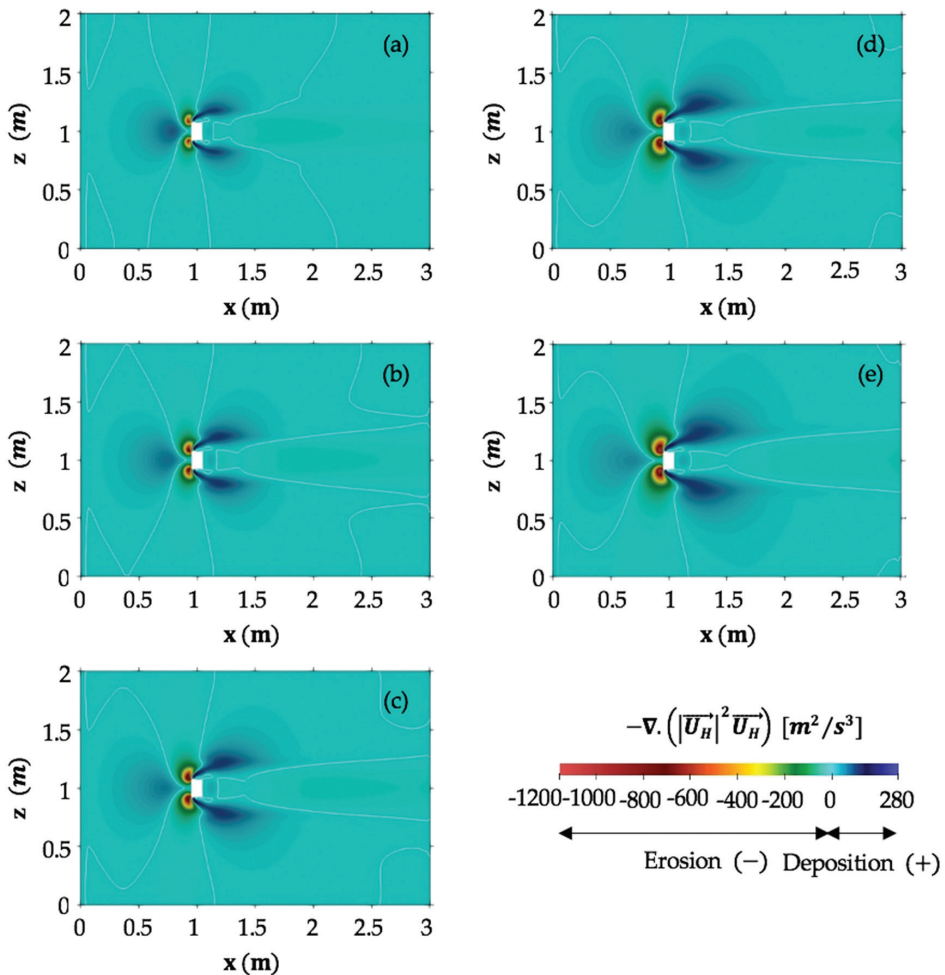 2
(a)
1.5
z (m)
1
0.5
0
0 0.5 1 1.5 2 2.5 3
x (m)
2
(b)
1.5
z (m)
1
0.5
0
0 0.5 1 1.5 2 2.5 3
x (m)
2
(c)
1.5
z (m)
1
0.5
0
0 0.5 1 1.5 2 2.5 3
x (m)
2
(d)
1.5
z (m)
1
0.5
0
0 0.5 1 1.5 2 2.5 3
x (m)
2
(e)
1.5
z (m)
1
0.5
0
0 0.5 1 1.5 2 2.5 3
x (m)
−∇.(|U_H⃗|² U_H⃗) [m²/s³]
-1200 -1000 -800 -600 -400 -200 0 280
Erosion (−) Deposition (+)